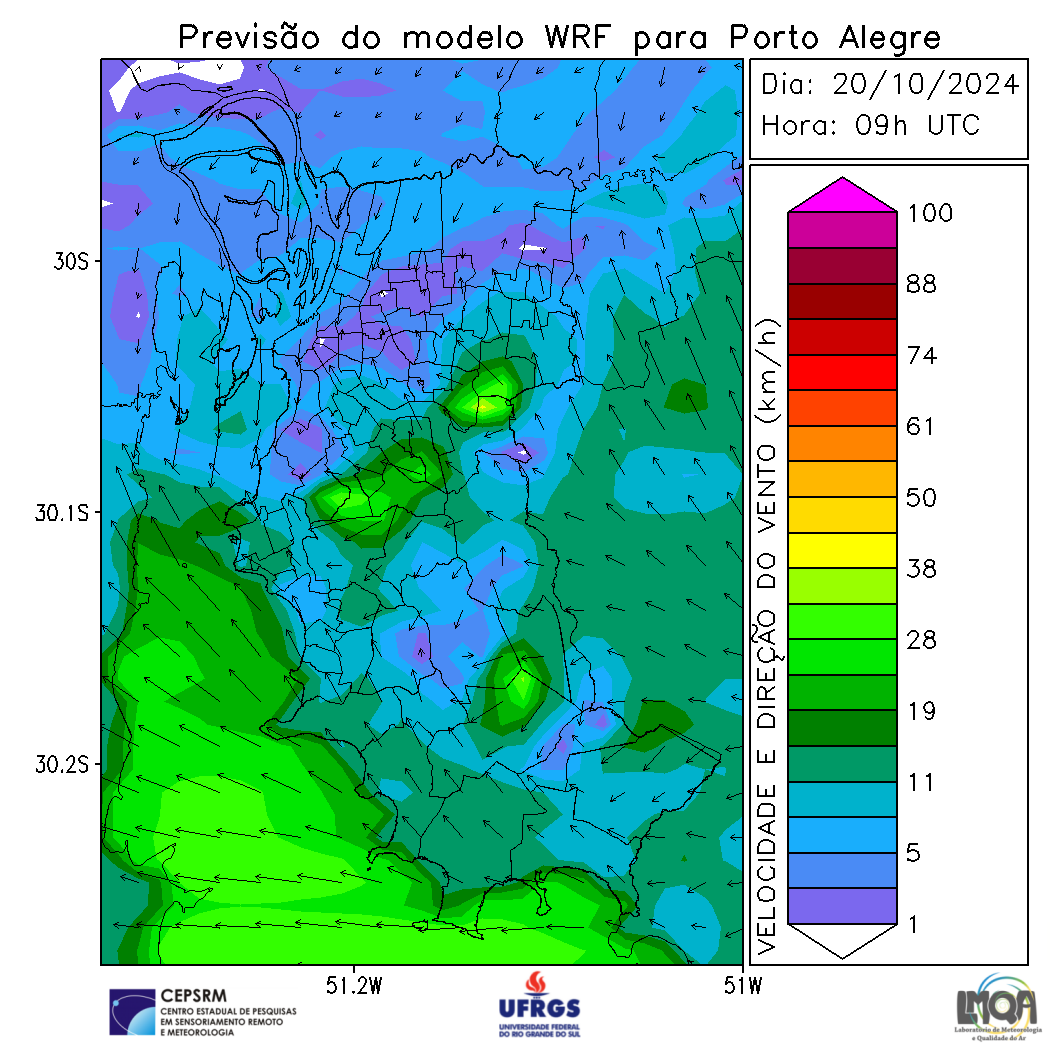 Previsão do modelo WRF para Porto Alegre
Dia: 20/10/2024
Hora: 09h UTC
30S
30.1S
30.2S
51.2W
51W
VELOCIDADE E DIREÇÃO DO VENTO (km/h)
100
88
74
61
50
38
28
19
11
5
1
CEPSRM
CENTRO ESTADUAL DE PESQUISAS
EM SENSORIAMENTO REMOTO
E METEOROLOGIA
UFRGS
UNIVERSIDADE FEDERAL
DO RIO GRANDE DO SUL
LMQA
Laboratório de Meteorologia
e Qualidade do Ar